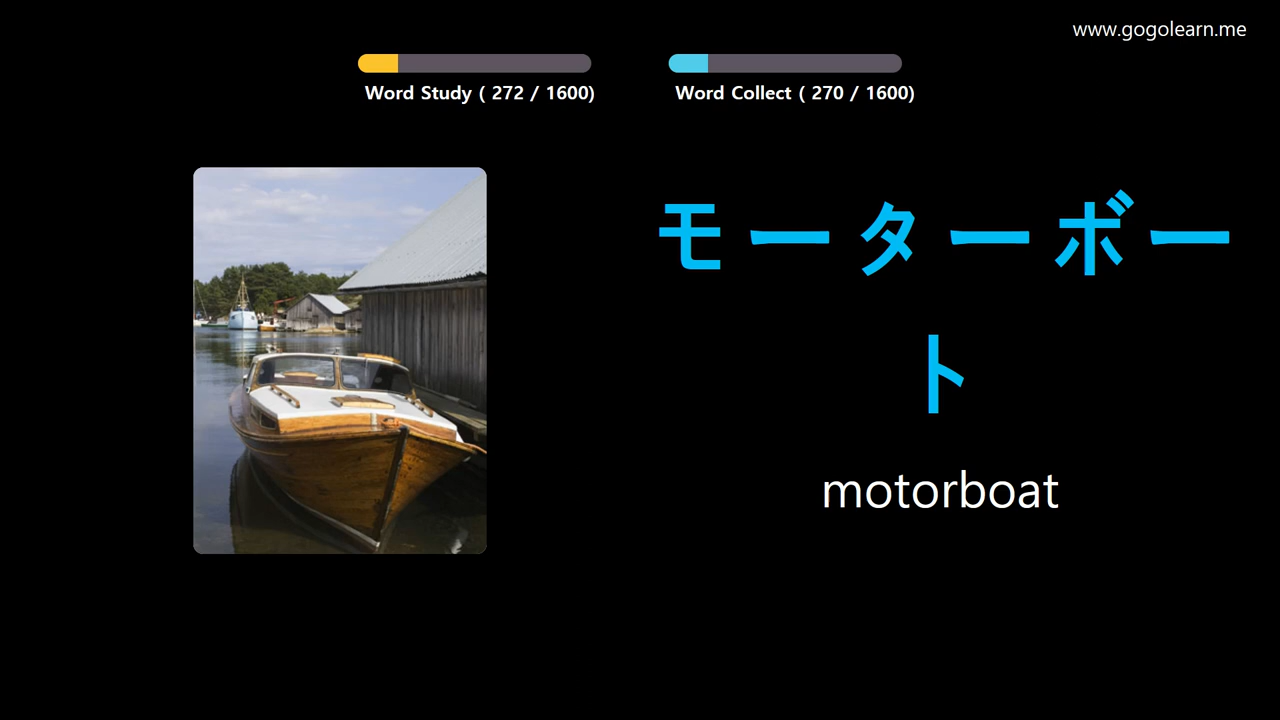 www.gogolearn.me
Word Study ( 272 / 1600)
Word Collect ( 270 / 1600)
モーターボー
ト
motorboat